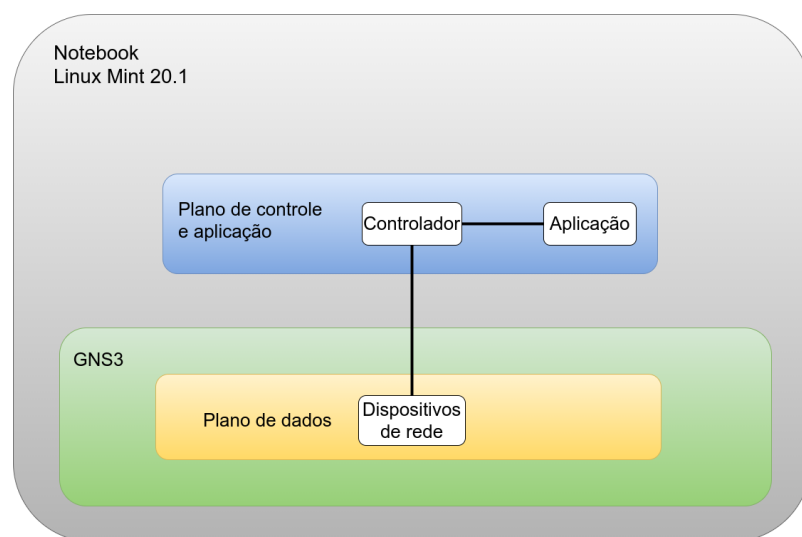 Notebook
Linux Mint 20.1
Plano de controle
e aplicação
Controlador
Aplicação
GNS3
Plano de dados
Dispositivos
de rede